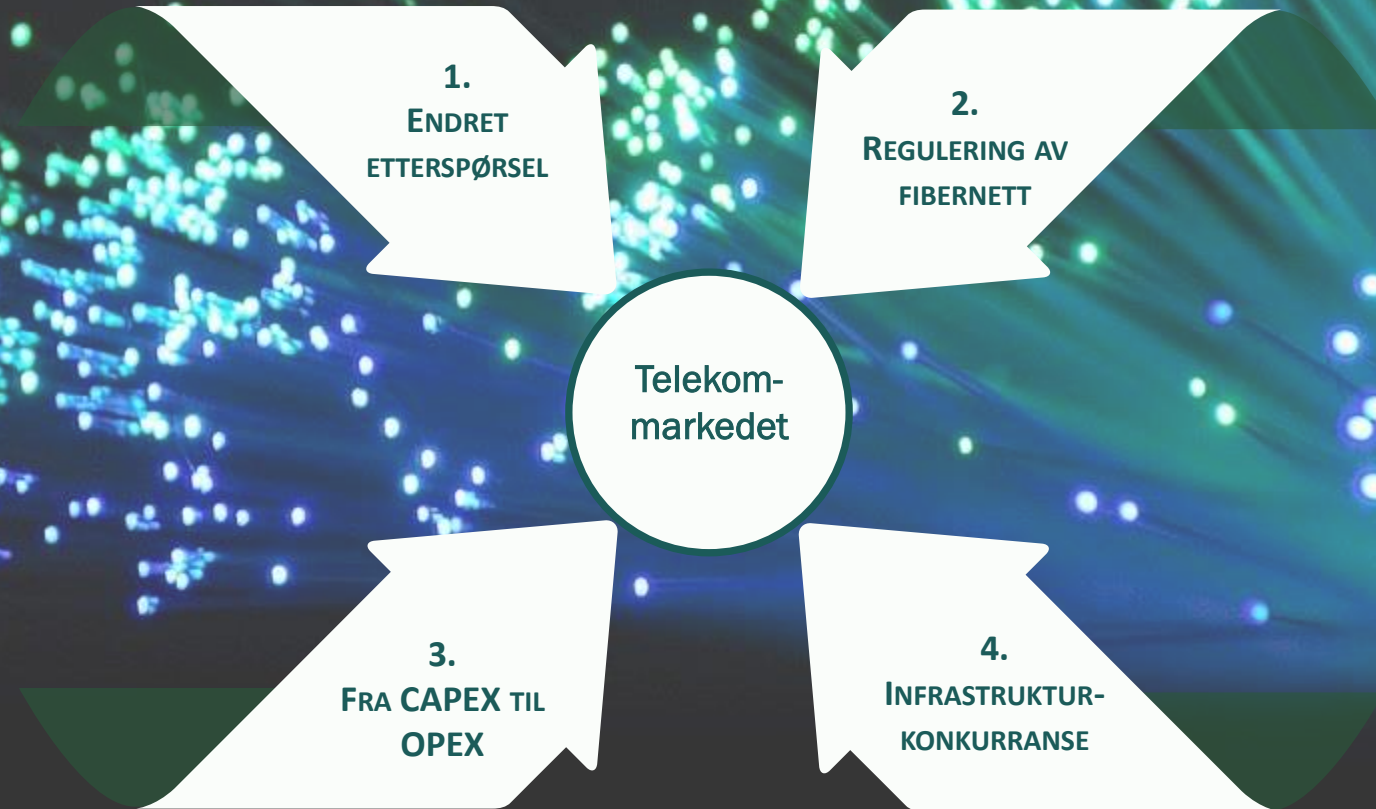 1.
ENDRET
ETTERSPØRSEL
2.
REGULERING AV
FIBERNETT
Telekom-
markedet
3.
FRA CAPEX TIL
OPEX
4.
INFRASTRUKTUR-
KONKURRANSE